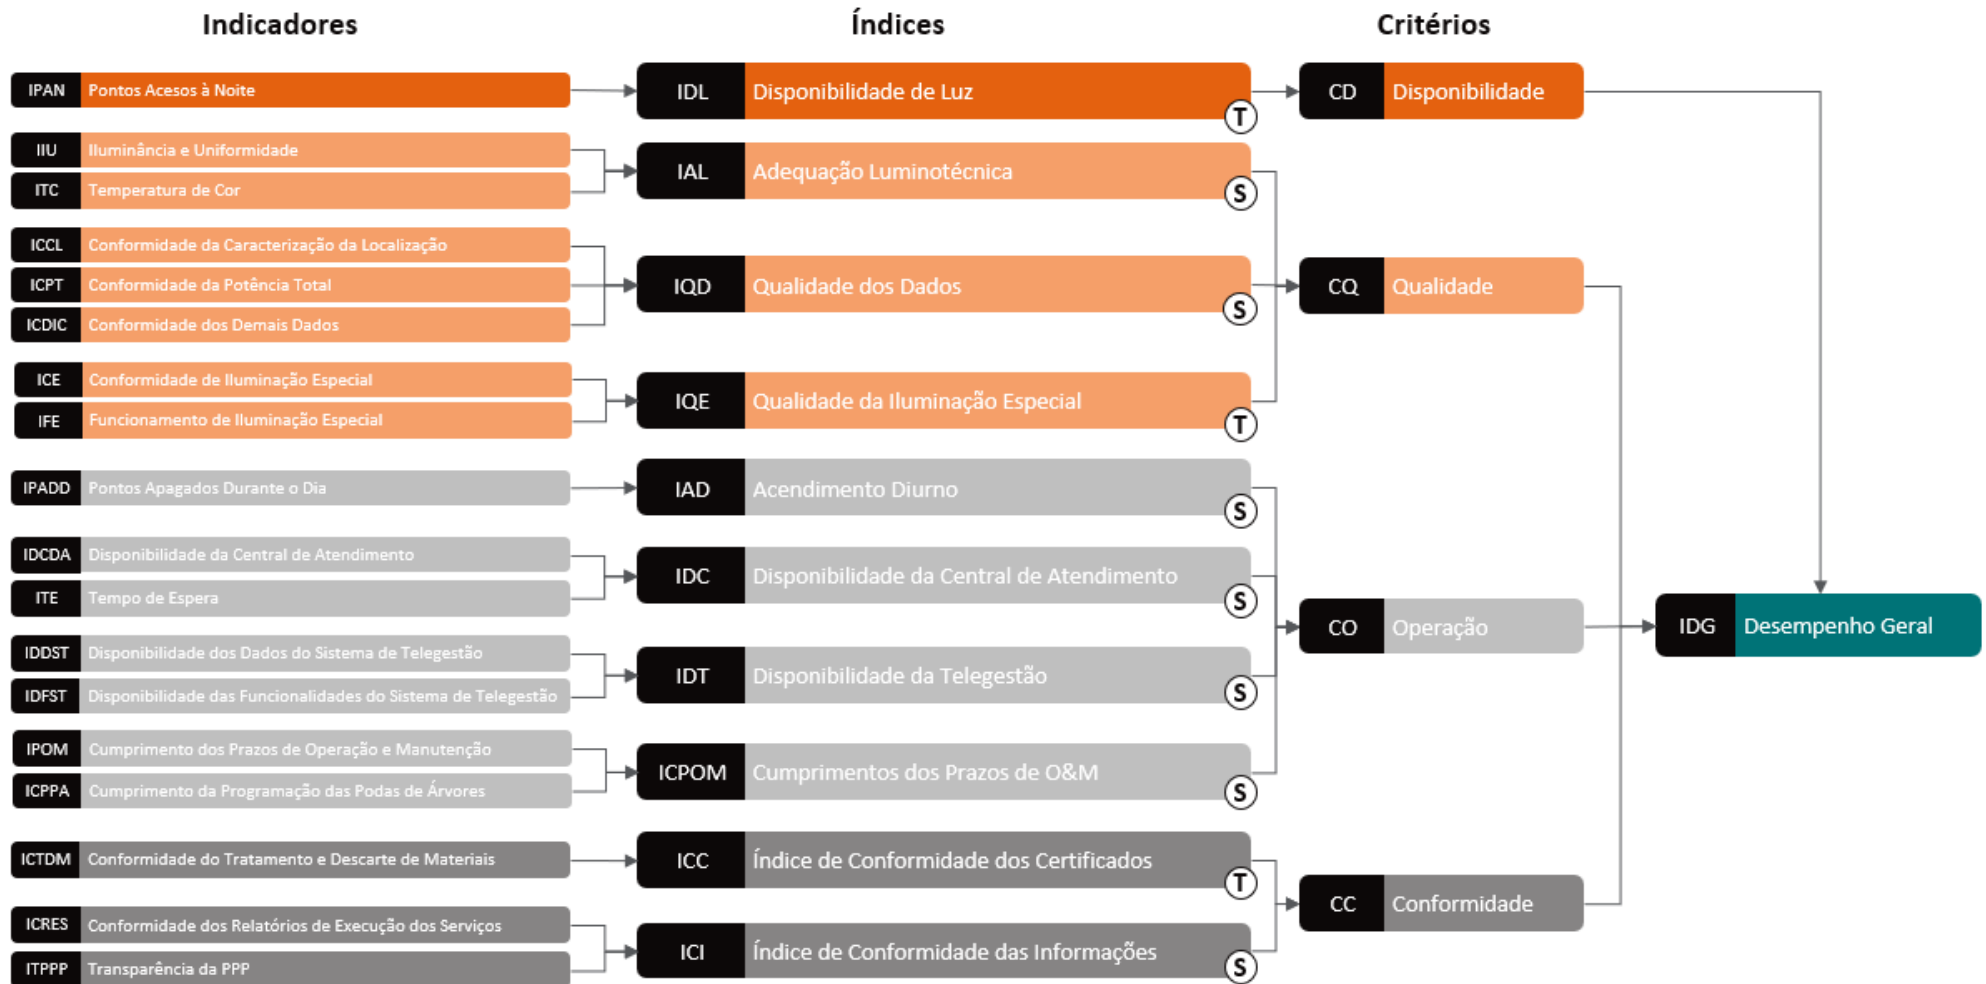 Indicadores Índices Critérios
IPAN Pontos Acesos à Noite
IDL Disponibilidade de Luz
T
CD Disponibilidade
IIU Iluminância e Uniformidade
ITC Temperatura de Cor
IAL Adequação Luminotécnica
S
ICCL Conformidade da Caracterização da Localização
ICPT Conformidade da Potência Total
ICDIC Conformidade dos Demais Dados
IQD Qualidade dos Dados
S
CQ Qualidade
ICE Conformidade de Iluminação Especial
IFE Funcionamento de Iluminação Especial
IQE Qualidade da Iluminação Especial
T
IPADD Pontos Apagados Durante o Dia
IAD Acendimento Diurno
S
IDCDA Disponibilidade da Central de Atendimento
ITE Tempo de Espera
IDC Disponibilidade da Central de Atendimento
S
CO Operação
IDG Desempenho Geral
IDDST Disponibilidade dos Dados do Sistema de Telegestão
IDFST Disponibilidade das Funcionalidades do Sistema de Telegestão
IDT Disponibilidade da Telegestão
S
IPOM Cumprimento dos Prazos de Operação e Manutenção
ICPPA Cumprimento da Programação das Podas de Árvores
ICPOM Cumprimentos dos Prazos de O&M
S
ICTDM Conformidade do Tratamento e Descarte de Materiais
ICC Índice de Conformidade dos Certificados
T
CC Conformidade
ICRES Conformidade dos Relatórios de Execução dos Serviços
ITPPP Transparência da PPP
ICI Índice de Conformidade das Informações
S